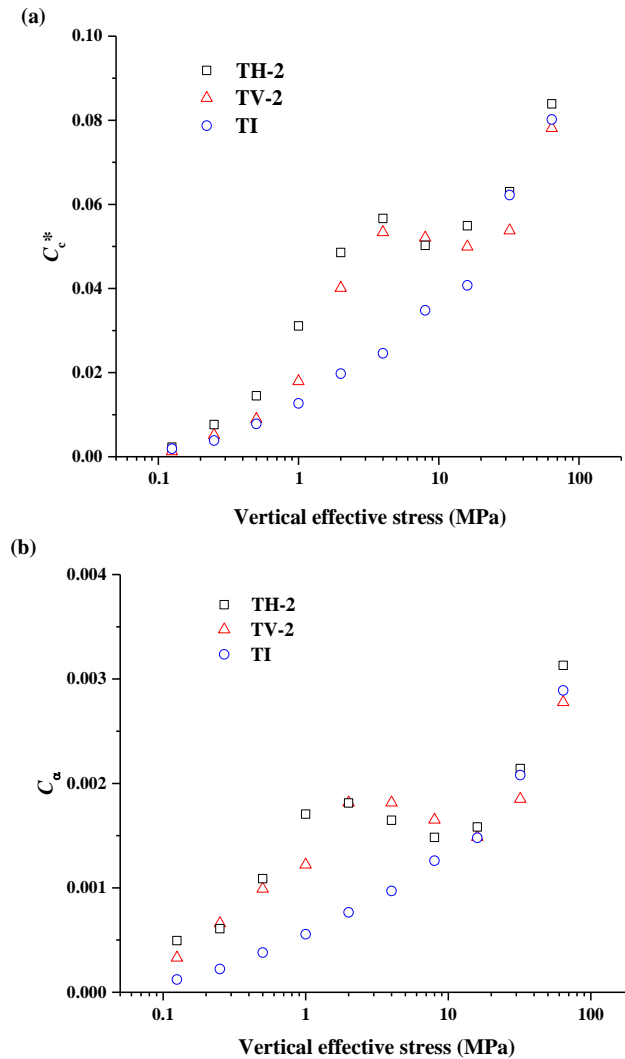 (a)
0.10
0.08
0.06
0.04
0.02
0.00
C_c*
TH-2
TV-2
TI
0.1 1 10 100
Vertical effective stress (MPa)
(b)
0.004
0.003
0.002
0.001
0.000
C_α
TH-2
TV-2
TI
0.1 1 10 100
Vertical effective stress (MPa)